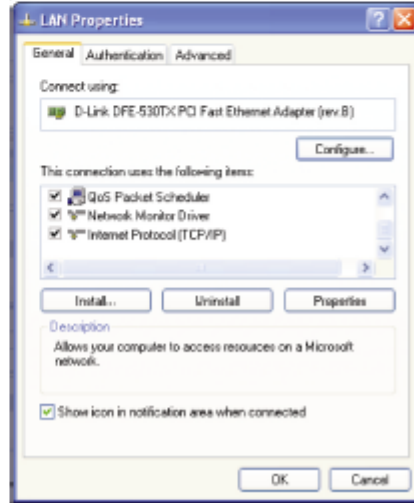 LAN Properties
General Authentication Advanced
Connect using:
D-Link DFE-530TX PCI Fast Ethernet Adapter (rev.B)
Configure...
This connection uses the following items:
QoS Packet Scheduler
Network Monitor Driver
Internet Protocol (TCP/IP)
Install... Uninstall Properties
Description
Allows your computer to access resources on a Microsoft
network.
Show icon in notification area when connected
OK Cancel